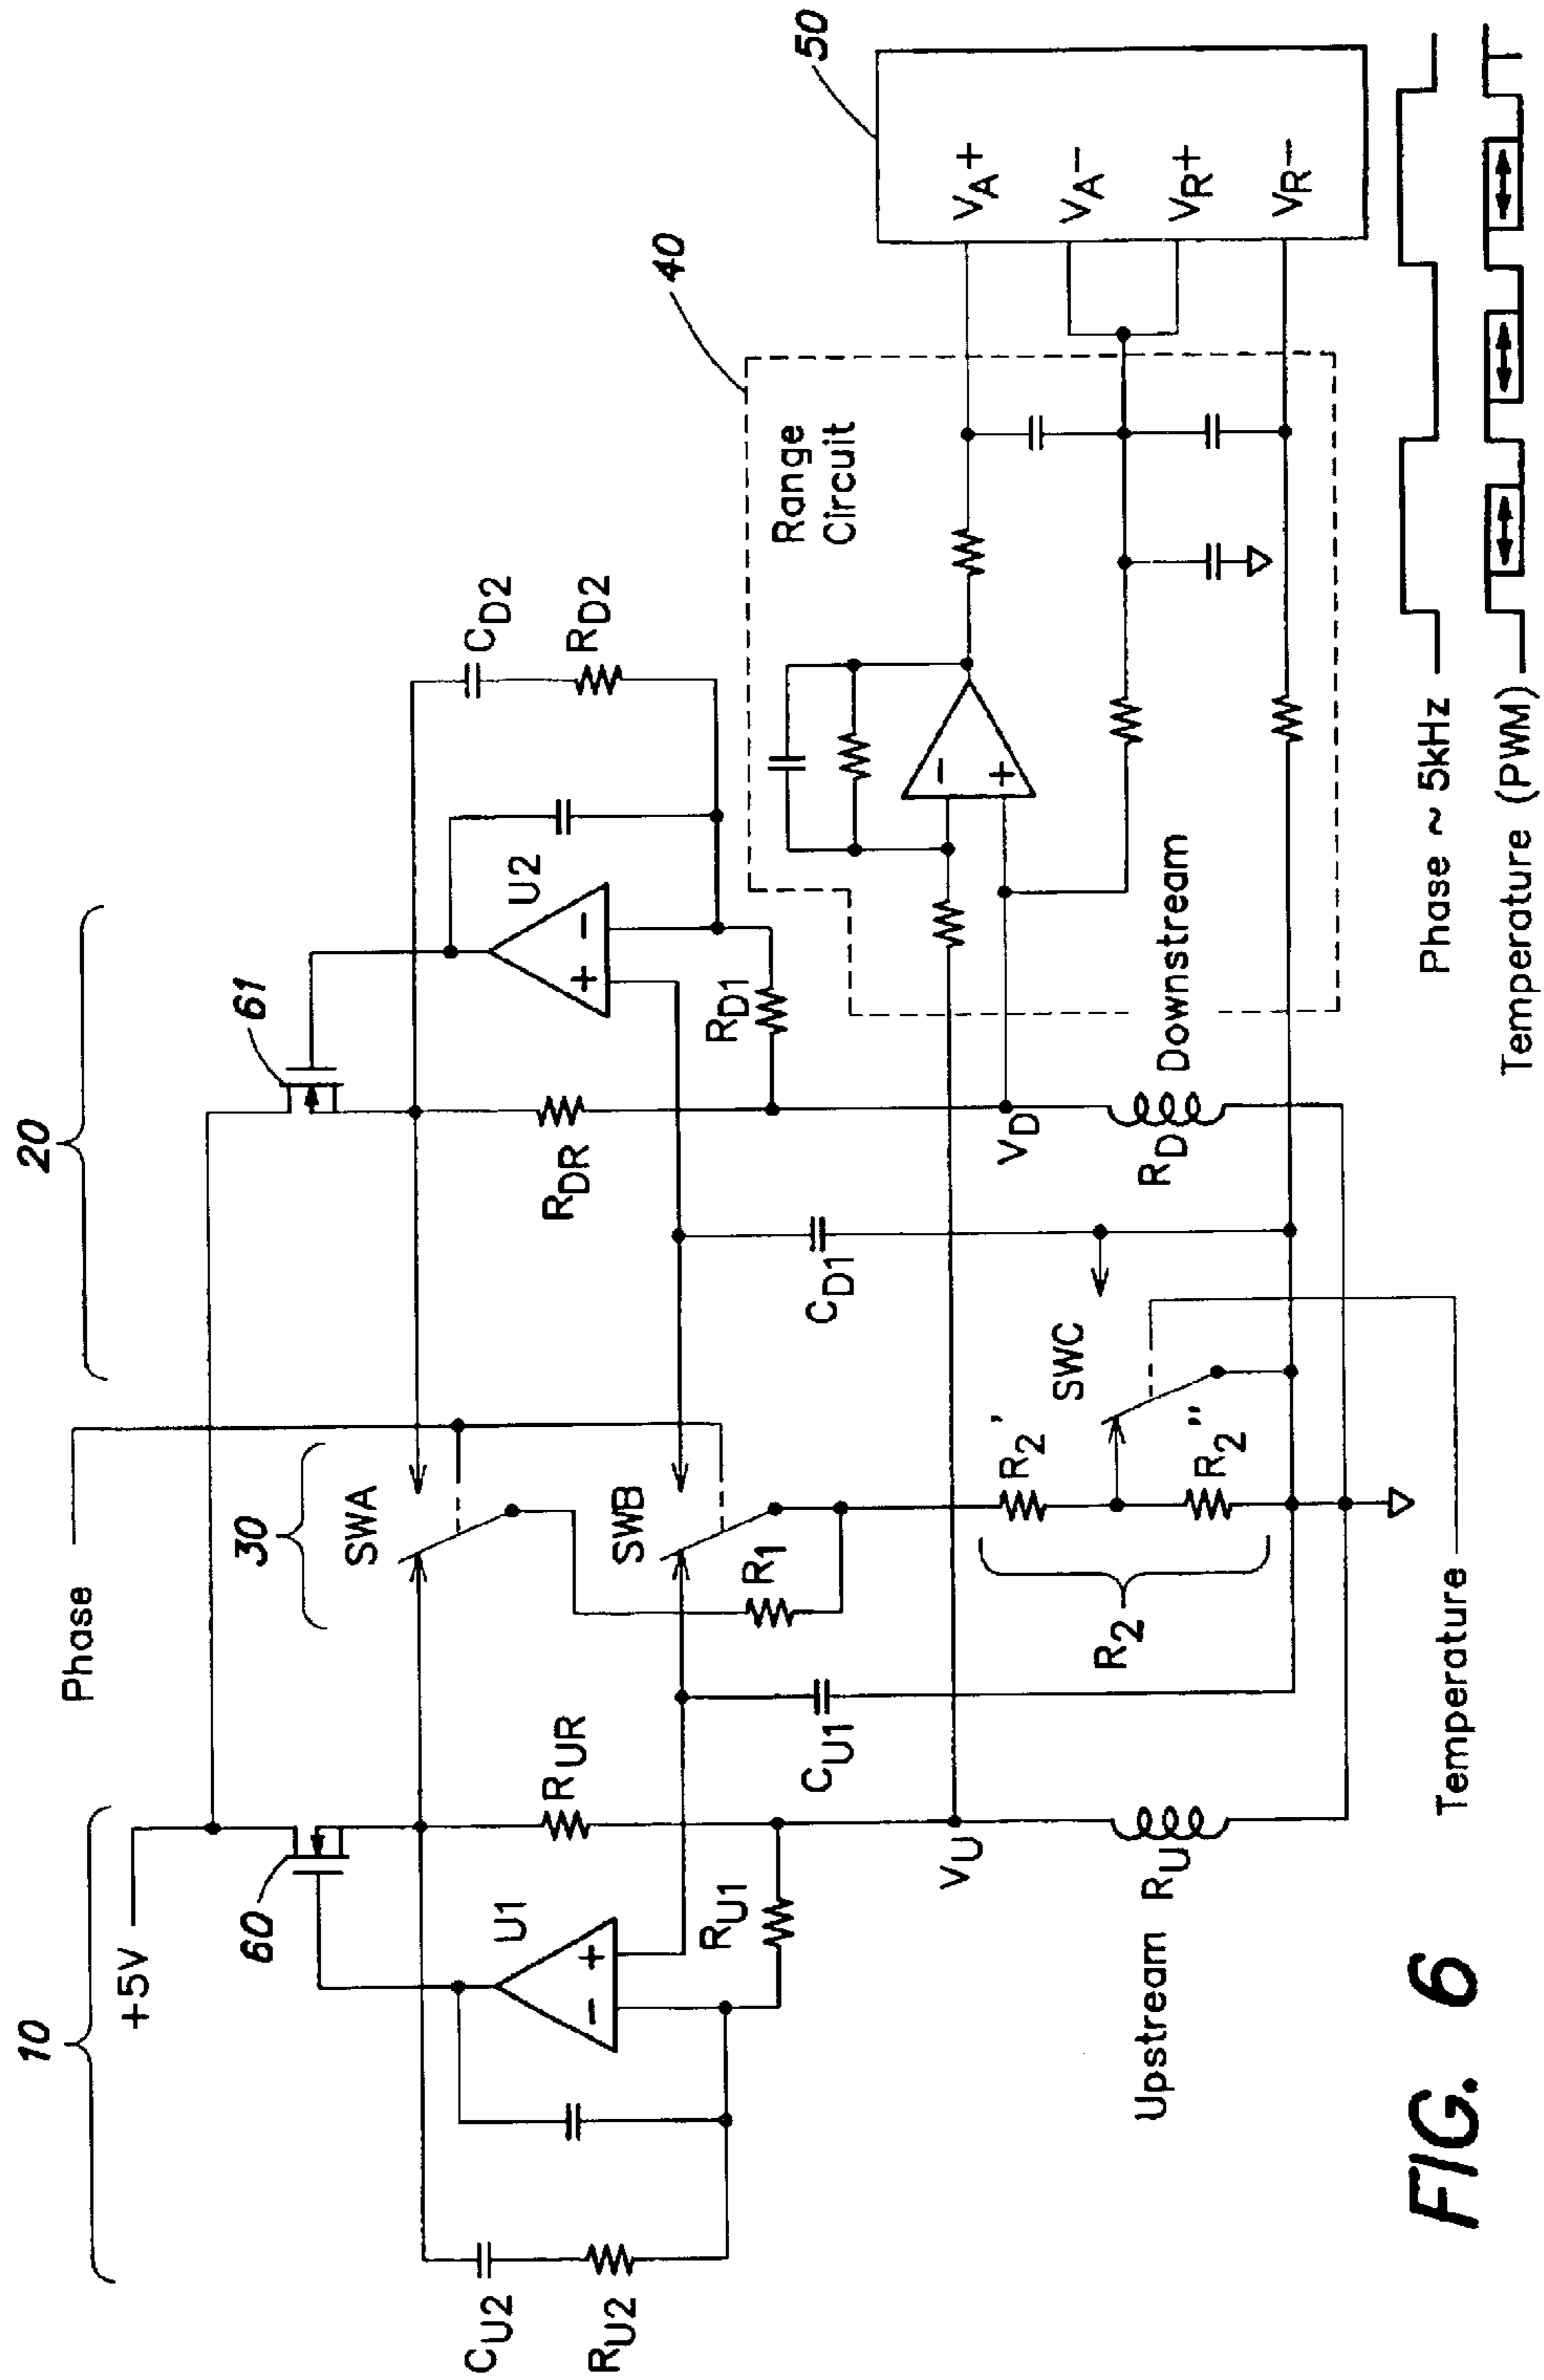 10
20
+5V
Phase
30
60
61
SWA
SWB
SWC
U1
U2
C_U2
R_U2
R_UR
R_U1
C_U1
V_U
Upstream R_U
R_1
R_2
R_2'
R_2''
Temperature
R_DR
C_D1
R_D1
C_D2
R_D2
V_D
R_D Downstream
40
Range
Circuit
50
V_A+
V_A−
V_R+
V_R−
+
−
+
−
−
+
Phase ~ 5kHz
Temperature (PWM)
FIG. 6